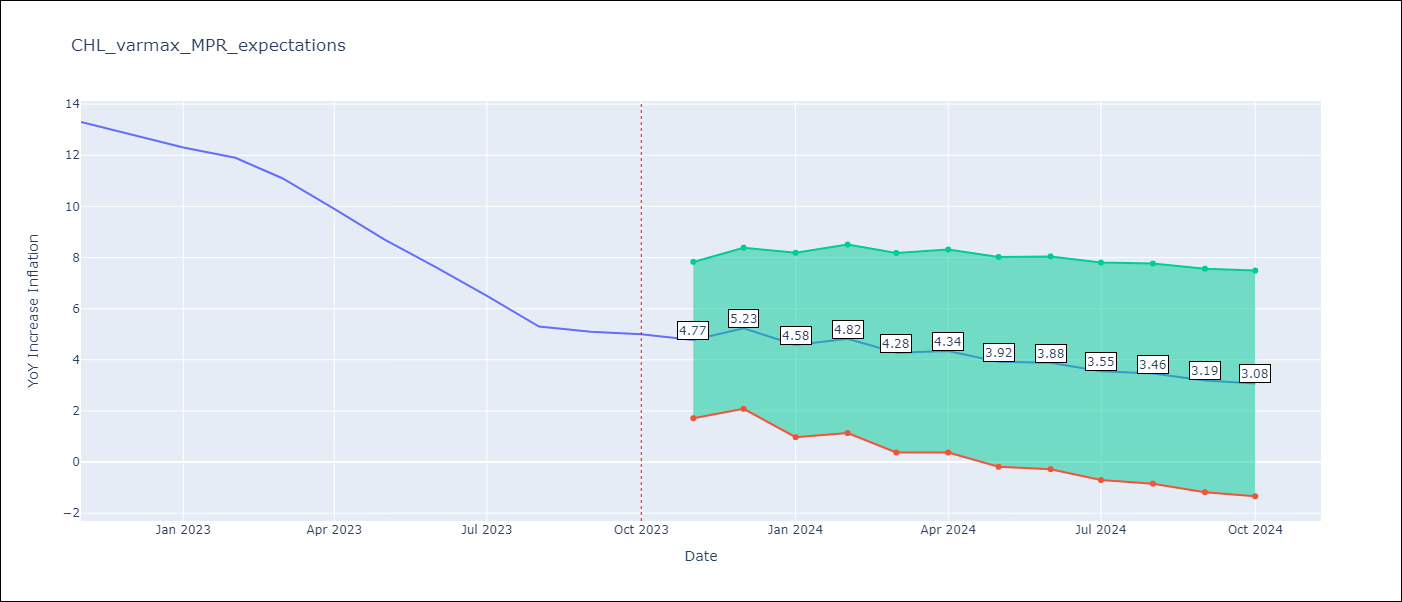 CHL_varmax_MPR_expectations
14
12
10
8
6
4
2
0
−2
YoY Increase Inflation
4.77
5.23
4.58
4.82
4.28
4.34
3.92
3.88
3.55
3.46
3.19
3.08
Jan 2023
Apr 2023
Jul 2023
Oct 2023
Jan 2024
Apr 2024
Jul 2024
Oct 2024
Date